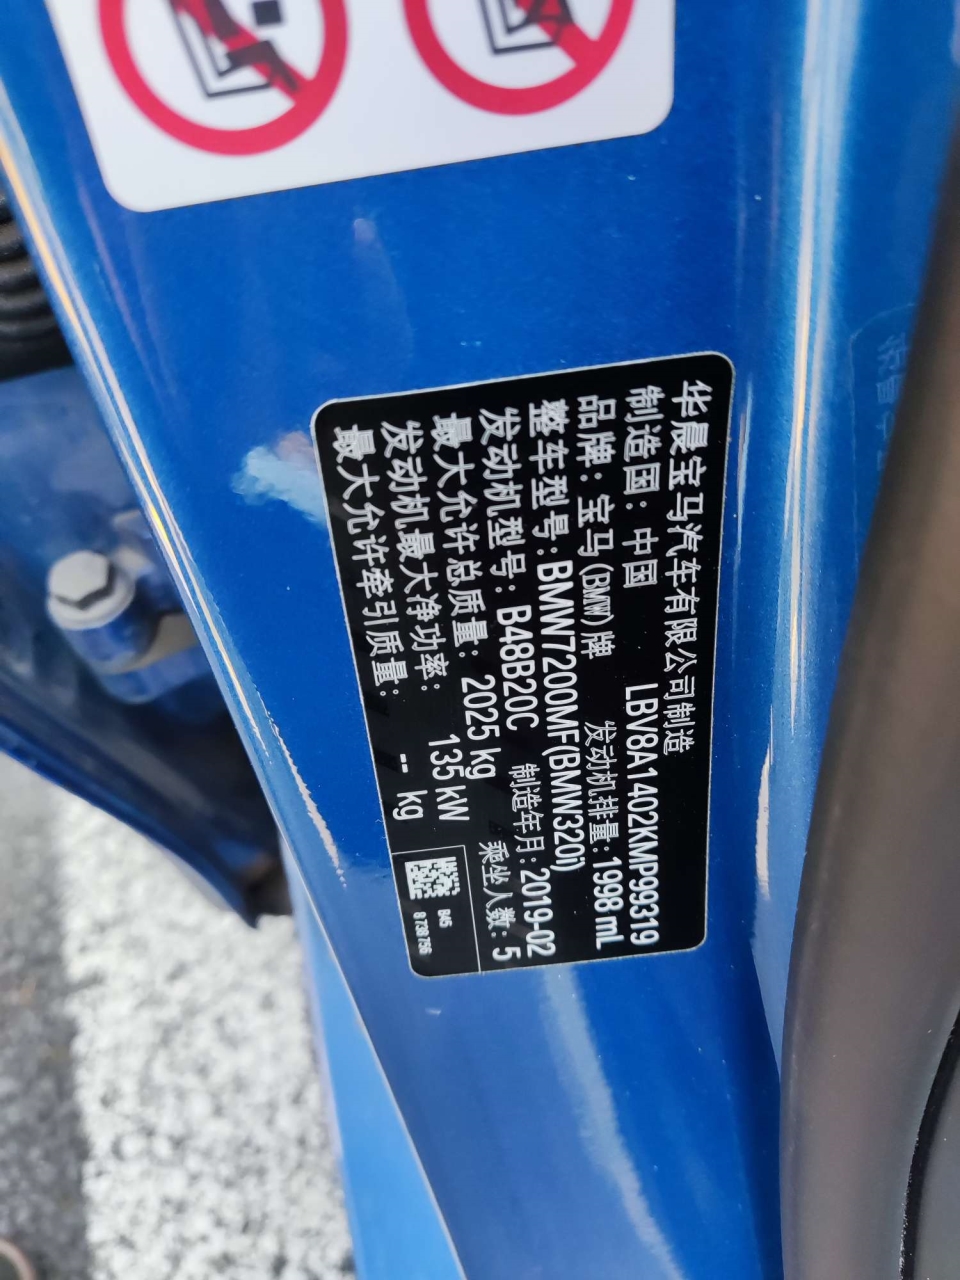 华晨宝马汽车有限公司制造
制造国：中国 LBV8A1402KMP99319
品牌：宝马(BMW)牌 发动机排量：1998 mL
整车型号：BMW7200MF(BMW320i)
发动机型号：B48B20C 制造年月：2019-02
最大允许总质量：2025 kg 乘坐人数：5
发动机最大净功率：135 kW
最大允许牵引质量：-- kg
B45
8 738 796